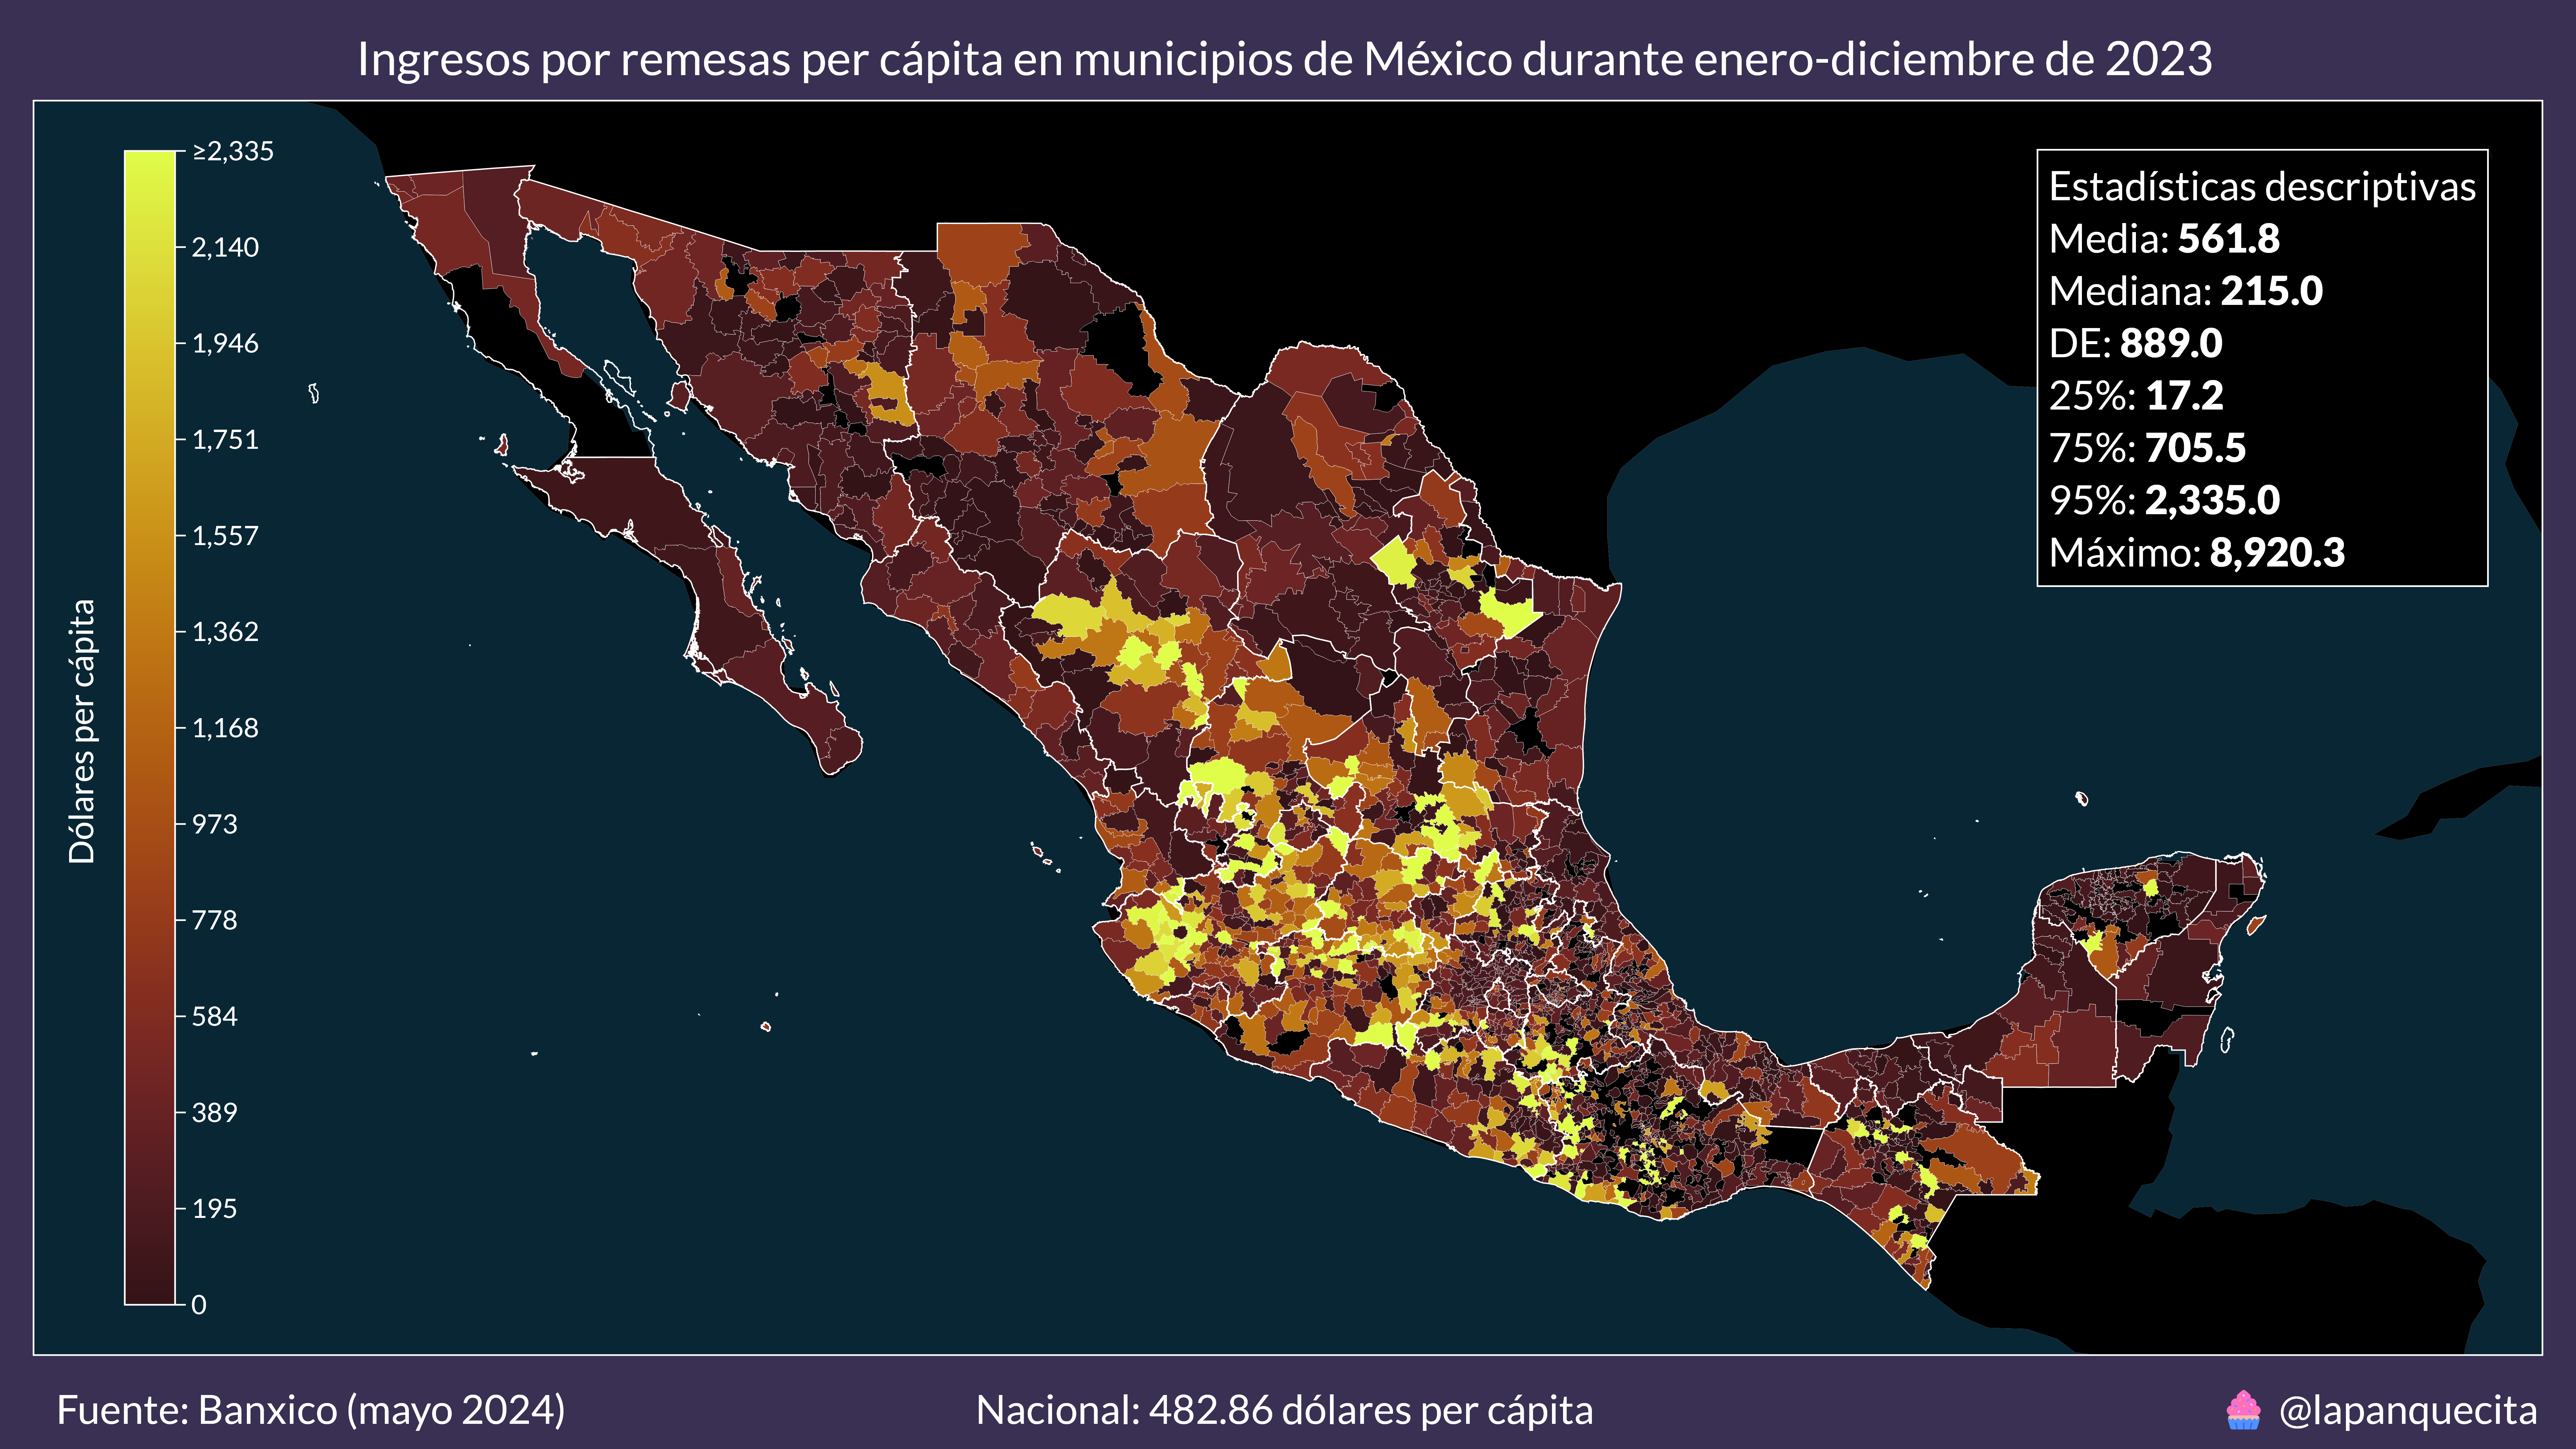 Ingresos por remesas per cápita en municipios de México durante enero-diciembre de 2023
Dólares per cápita
≥2,335
2,140
1,946
1,751
1,557
1,362
1,168
973
778
584
389
195
0
Estadísticas descriptivas
Media: 561.8
Mediana: 215.0
DE: 889.0
25%: 17.2
75%: 705.5
95%: 2,335.0
Máximo: 8,920.3
Fuente: Banxico (mayo 2024)
Nacional: 482.86 dólares per cápita
@lapanquecita